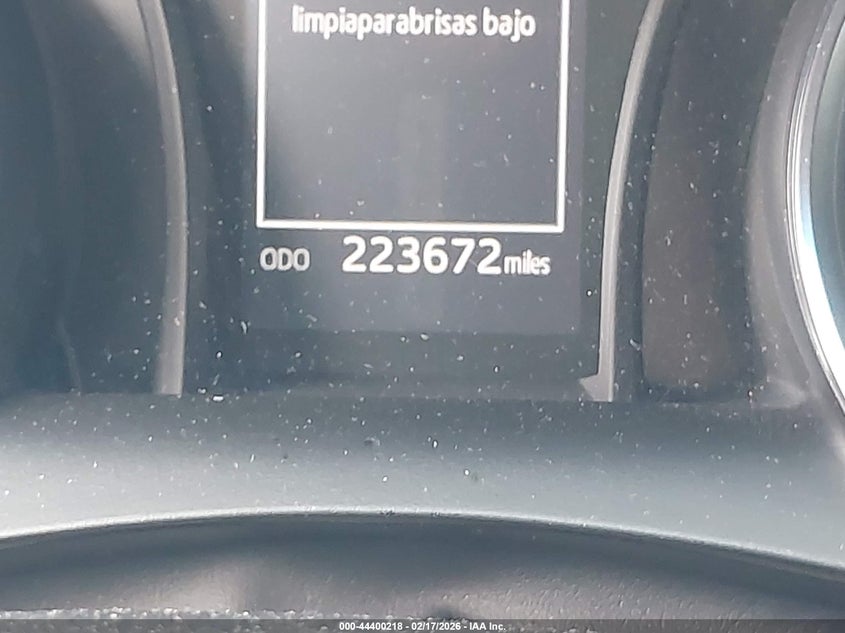 limpiaparabrisas bajo
ODO 223672 miles
000-44400218 - 02/17/2026 - IAA Inc.